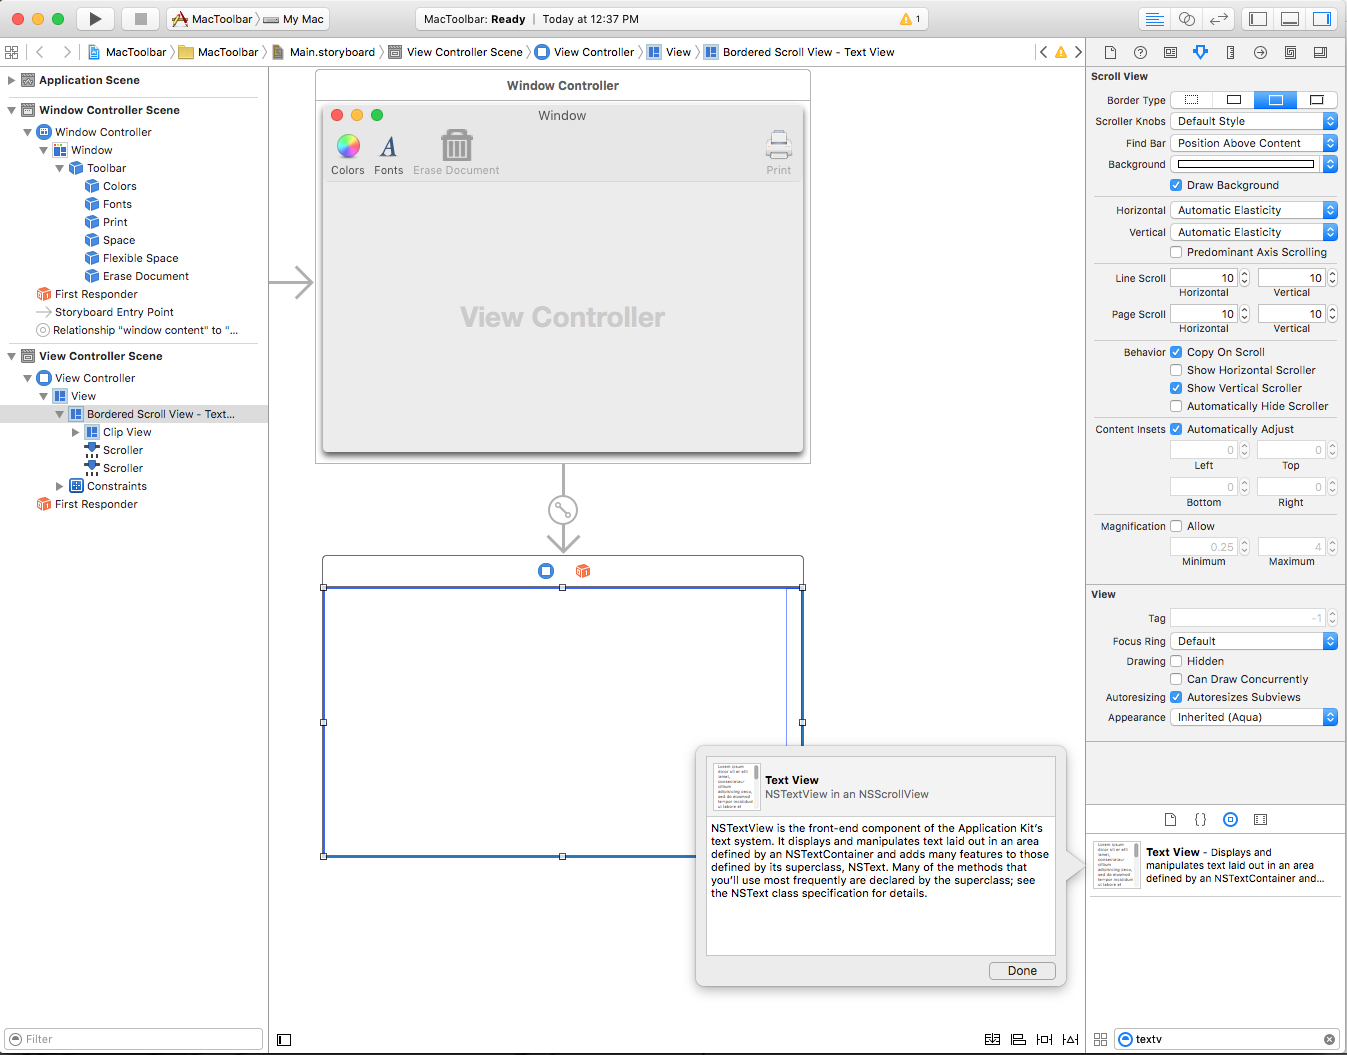 MacToolbar My Mac
MacToolbar: Ready | Today at 12:37 PM
1
MacToolbar MacToolbar Main.storyboard View Controller Scene View Controller View Bordered Scroll View - Text View
Application Scene
Window Controller Scene
Window Controller
Window
Toolbar
Colors
Fonts
Print
Space
Flexible Space
Erase Document
First Responder
Storyboard Entry Point
Relationship "window content" to "...
View Controller Scene
View Controller
View
Bordered Scroll View - Text...
Clip View
Scroller
Scroller
Constraints
First Responder
Filter
Window Controller
Window
Colors Fonts Erase Document Print
View Controller
Text View
NSTextView in an NSScrollView
NSTextView is the front-end component of the Application Kit's
text system. It displays and manipulates text laid out in an area
defined by an NSTextContainer and adds many features to those
defined by its superclass, NSText. Many of the methods that
you'll use most frequently are declared by the superclass; see
the NSText class specification for details.
Done
Scroll View
Border Type
Scroller Knobs Default Style
Find Bar Position Above Content
Background
Draw Background
Horizontal Automatic Elasticity
Vertical Automatic Elasticity
Predominant Axis Scrolling
Line Scroll 10 10
Horizontal Vertical
Page Scroll 10 10
Horizontal Vertical
Behavior Copy On Scroll
Show Horizontal Scroller
Show Vertical Scroller
Automatically Hide Scroller
Content Insets Automatically Adjust
0 0
Left Top
0 0
Bottom Right
Magnification Allow
0.25 4
Minimum Maximum
View
Tag -1
Focus Ring Default
Drawing Hidden
Can Draw Concurrently
Autoresizing Autoresizes Subviews
Appearance Inherited (Aqua)
Text View - Displays and
manipulates text laid out in an area
defined by an NSTextContainer and...
textv